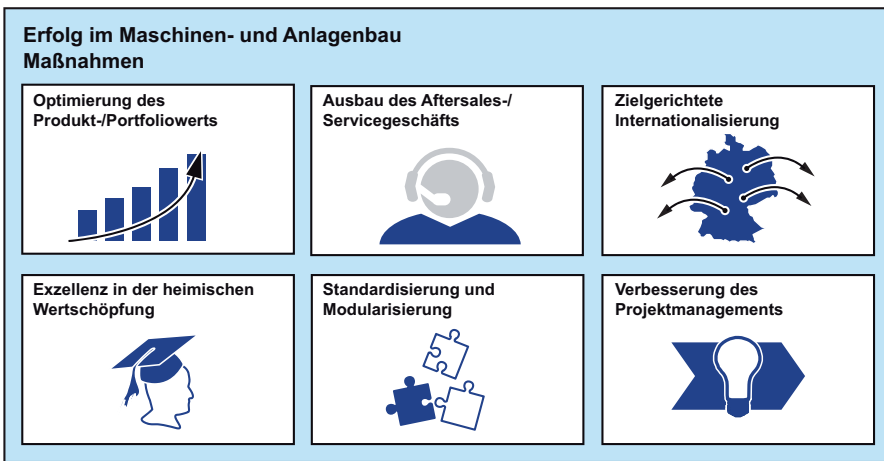 Erfolg im Maschinen- und Anlagenbau
Maßnahmen
Optimierung des
Produkt-/Portfoliowerts
Ausbau des Aftersales-/
Servicegeschäfts
Zielgerichtete
Internationalisierung
Exzellenz in der heimischen
Wertschöpfung
Standardisierung und
Modularisierung
Verbesserung des
Projektmanagements